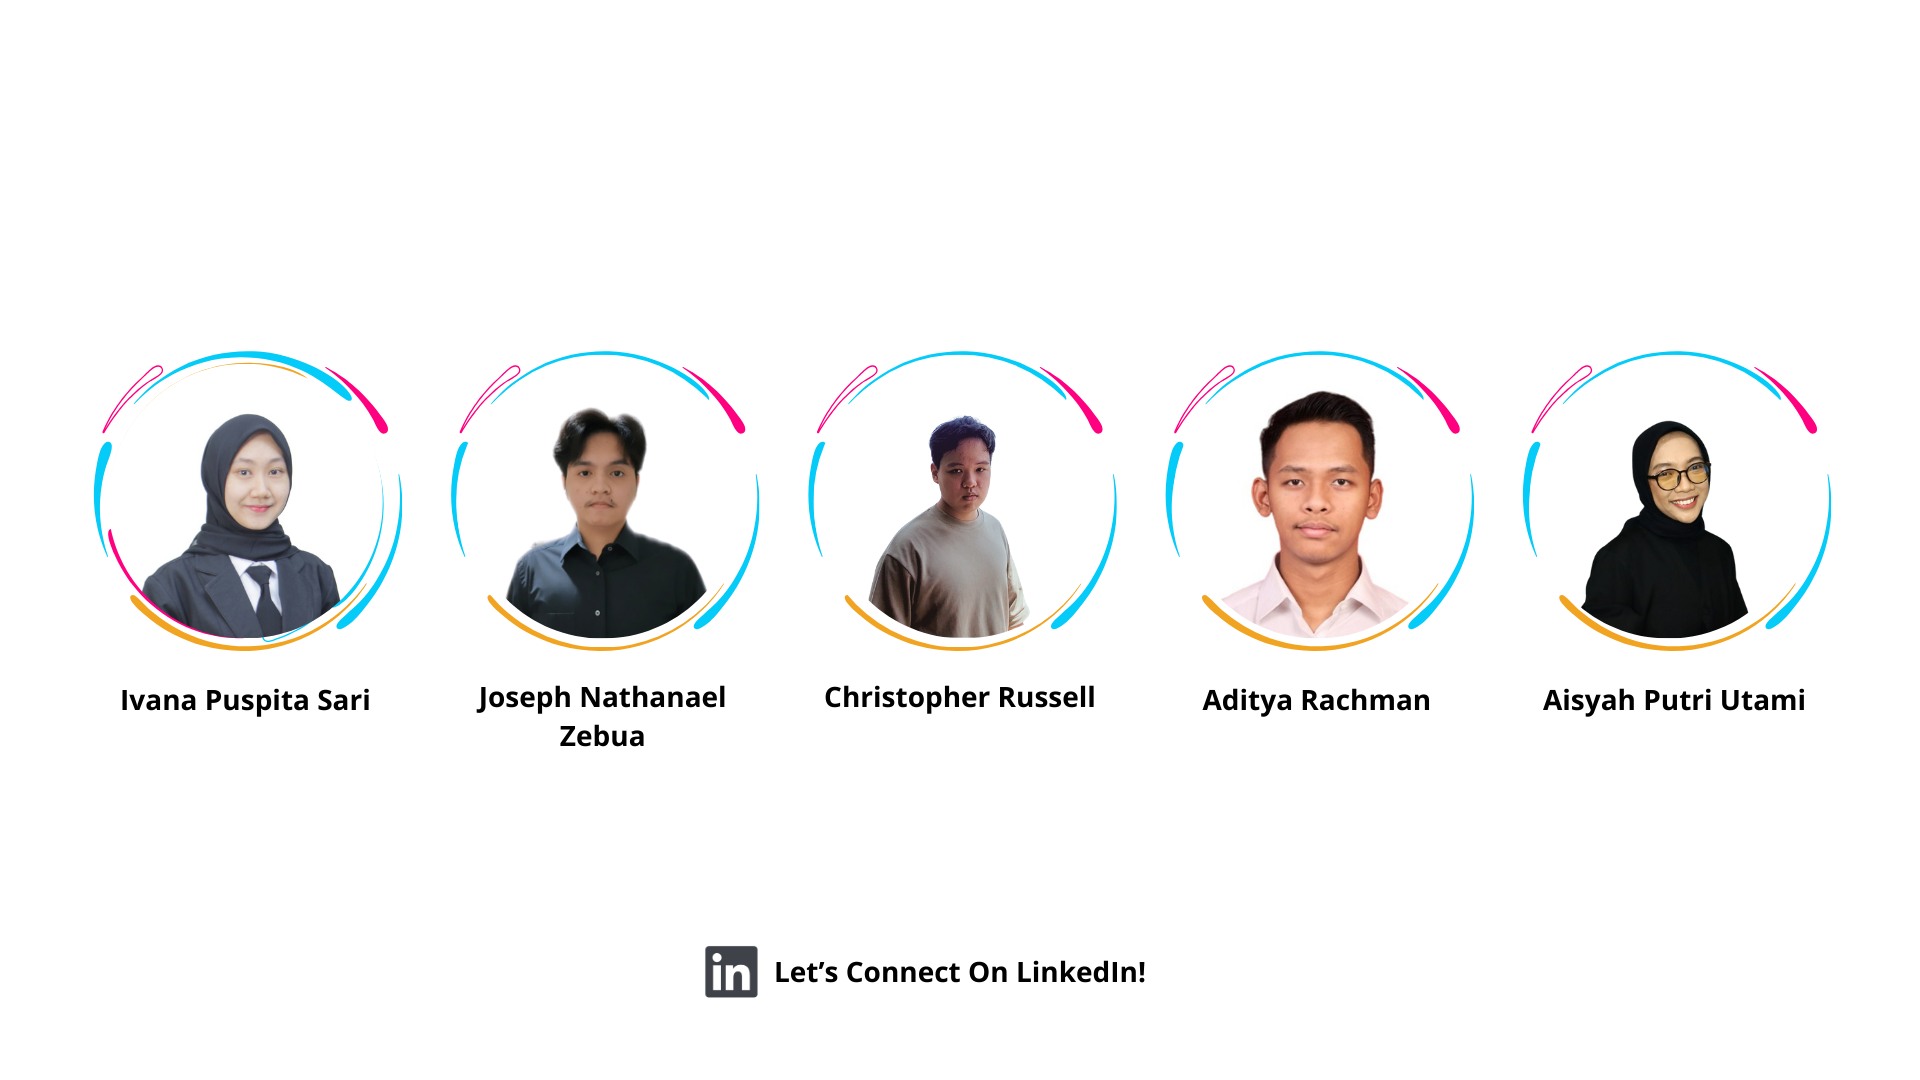 Ivana Puspita Sari
Joseph Nathanael
Zebua
Christopher Russell
Aditya Rachman
Aisyah Putri Utami
in
Let’s Connect On LinkedIn!